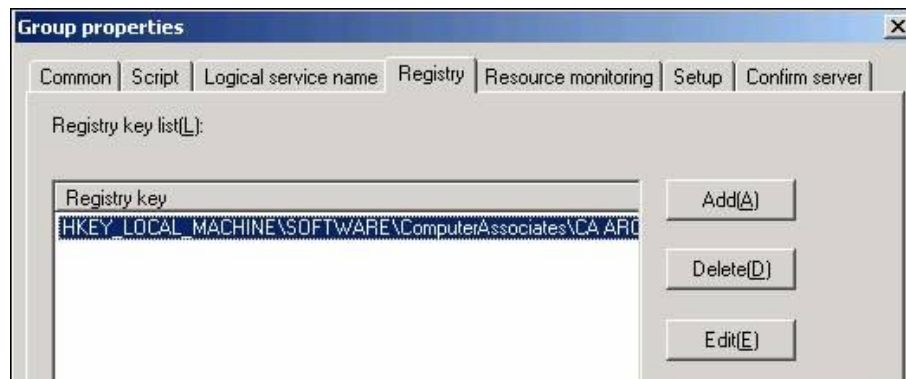 Group properties
Common Script Logical service name Registry Resource monitoring Setup Confirm server
Registry key list(L):
Registry key
HKEY_LOCAL_MACHINE\SOFTWARE\ComputerAssociates\CA ARC
Add(A)
Delete(D)
Edit(E)